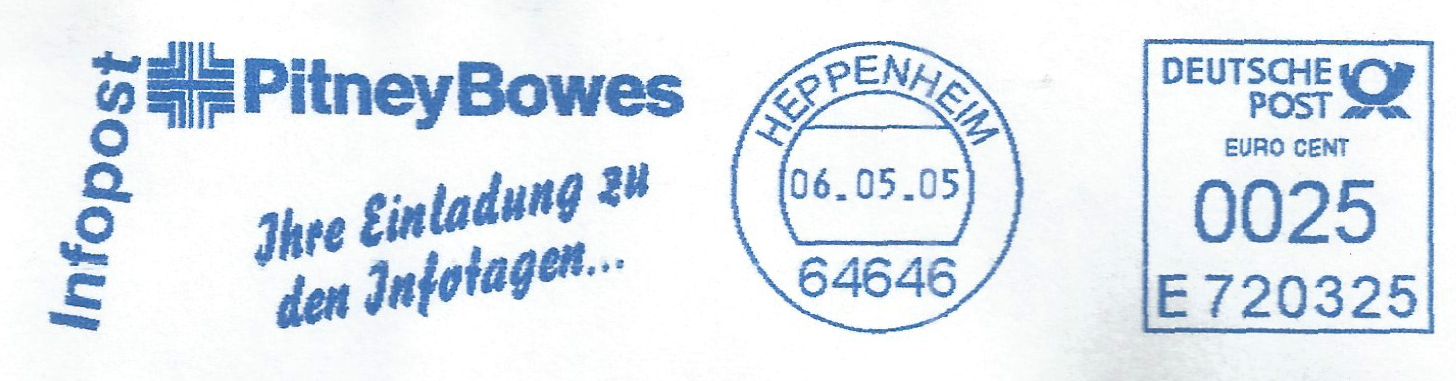 Infopost
PitneyBowes
Ihre Einladung zu
den Infotagen...
HEPPENHEIM
06.05.05
64646
DEUTSCHE
POST
EURO CENT
0025
E 720325